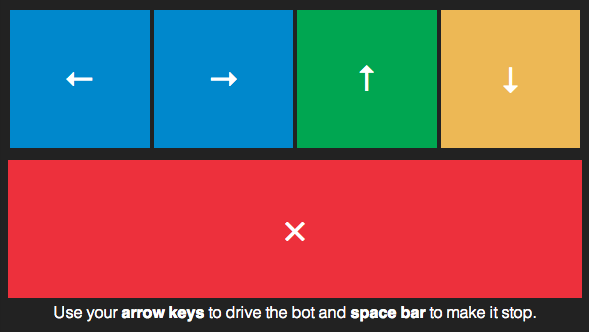 ← → ↑ ↓
×
Use your arrow keys to drive the bot and space bar to make it stop.